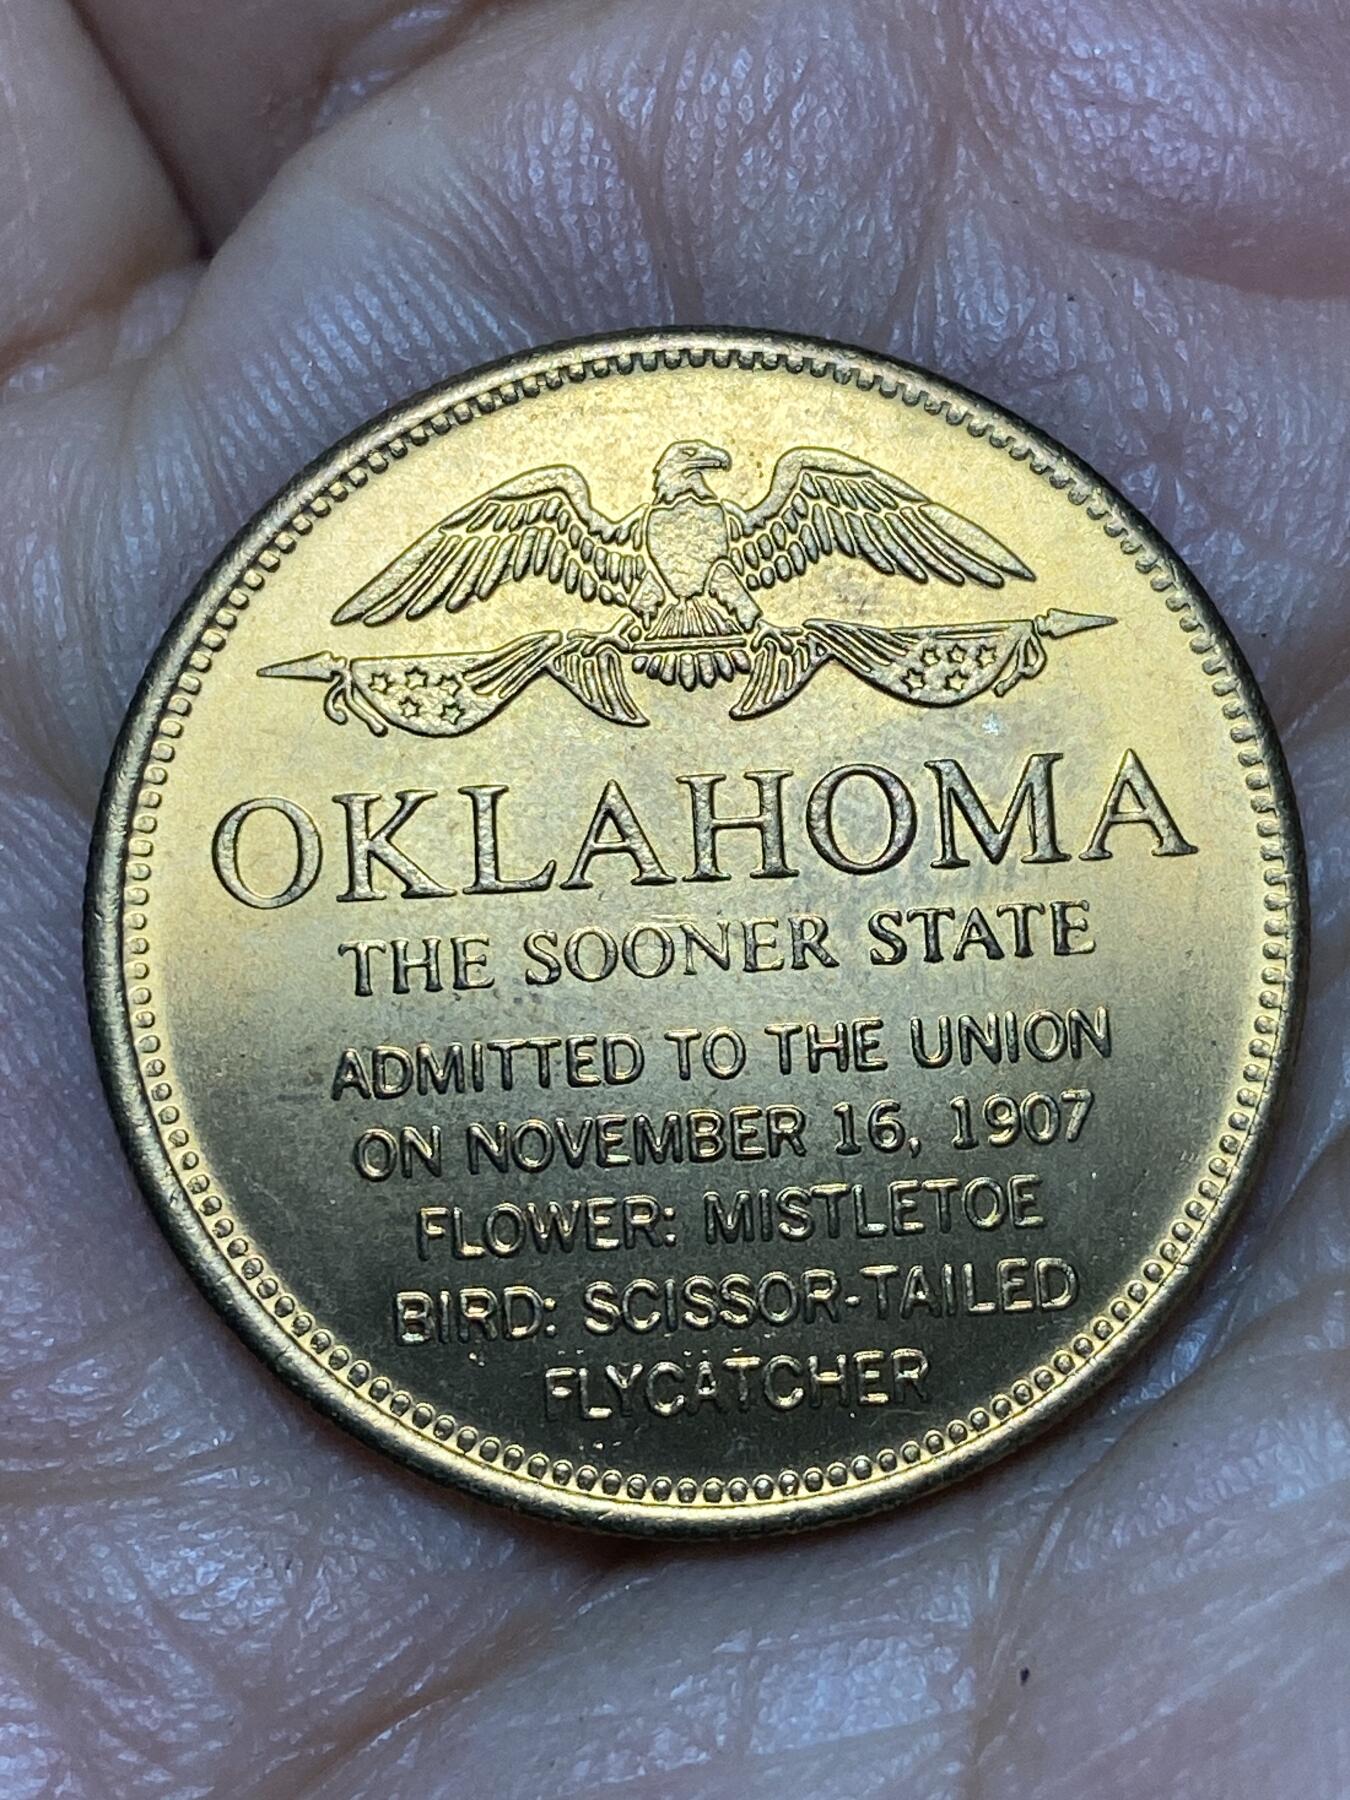 OKLAHOMA
THE SOONER STATE
ADMITTED TO THE UNION
ON NOVEMBER 16, 1907
FLOWER: MISTLETOE
BIRD: SCISSOR-TAILED
FLYCATCHER